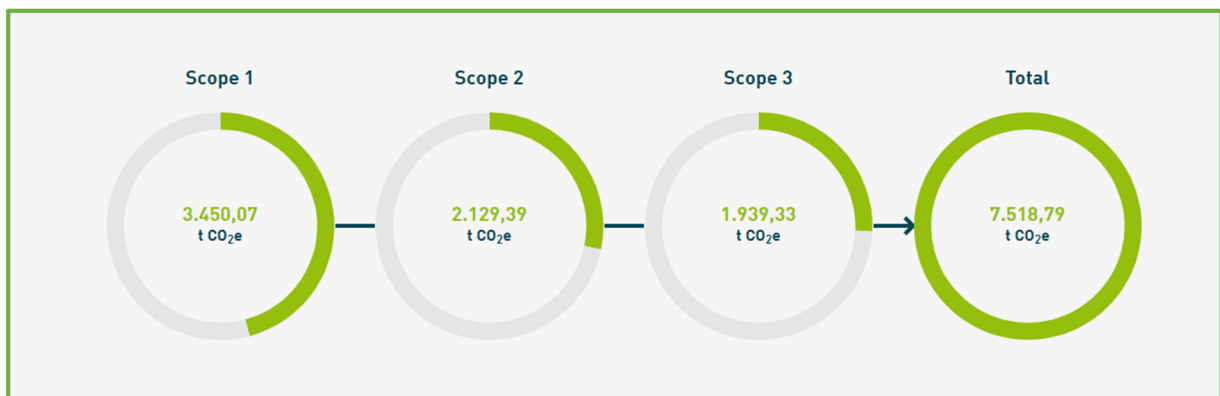 Scope 1
3.450,07
t CO₂e
Scope 2
2.129,39
t CO₂e
Scope 3
1.939,33
t CO₂e
Total
7.518,79
t CO₂e